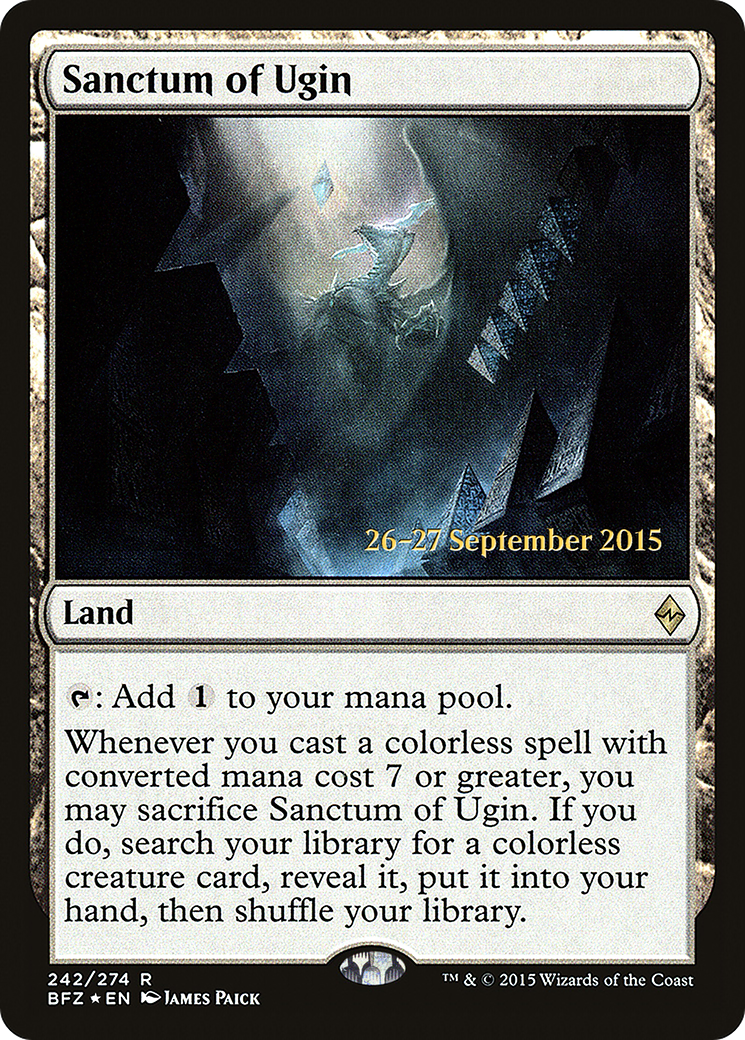 Sanctum of Ugin
26–27 September 2015
Land
: Add 1 to your mana pool.
Whenever you cast a colorless spell with
converted mana cost 7 or greater, you
may sacrifice Sanctum of Ugin. If you
do, search your library for a colorless
creature card, reveal it, put it into your
hand, then shuffle your library.
242/274 R
™ & © 2015 Wizards of the Coast
BFZ ★ EN James Paick